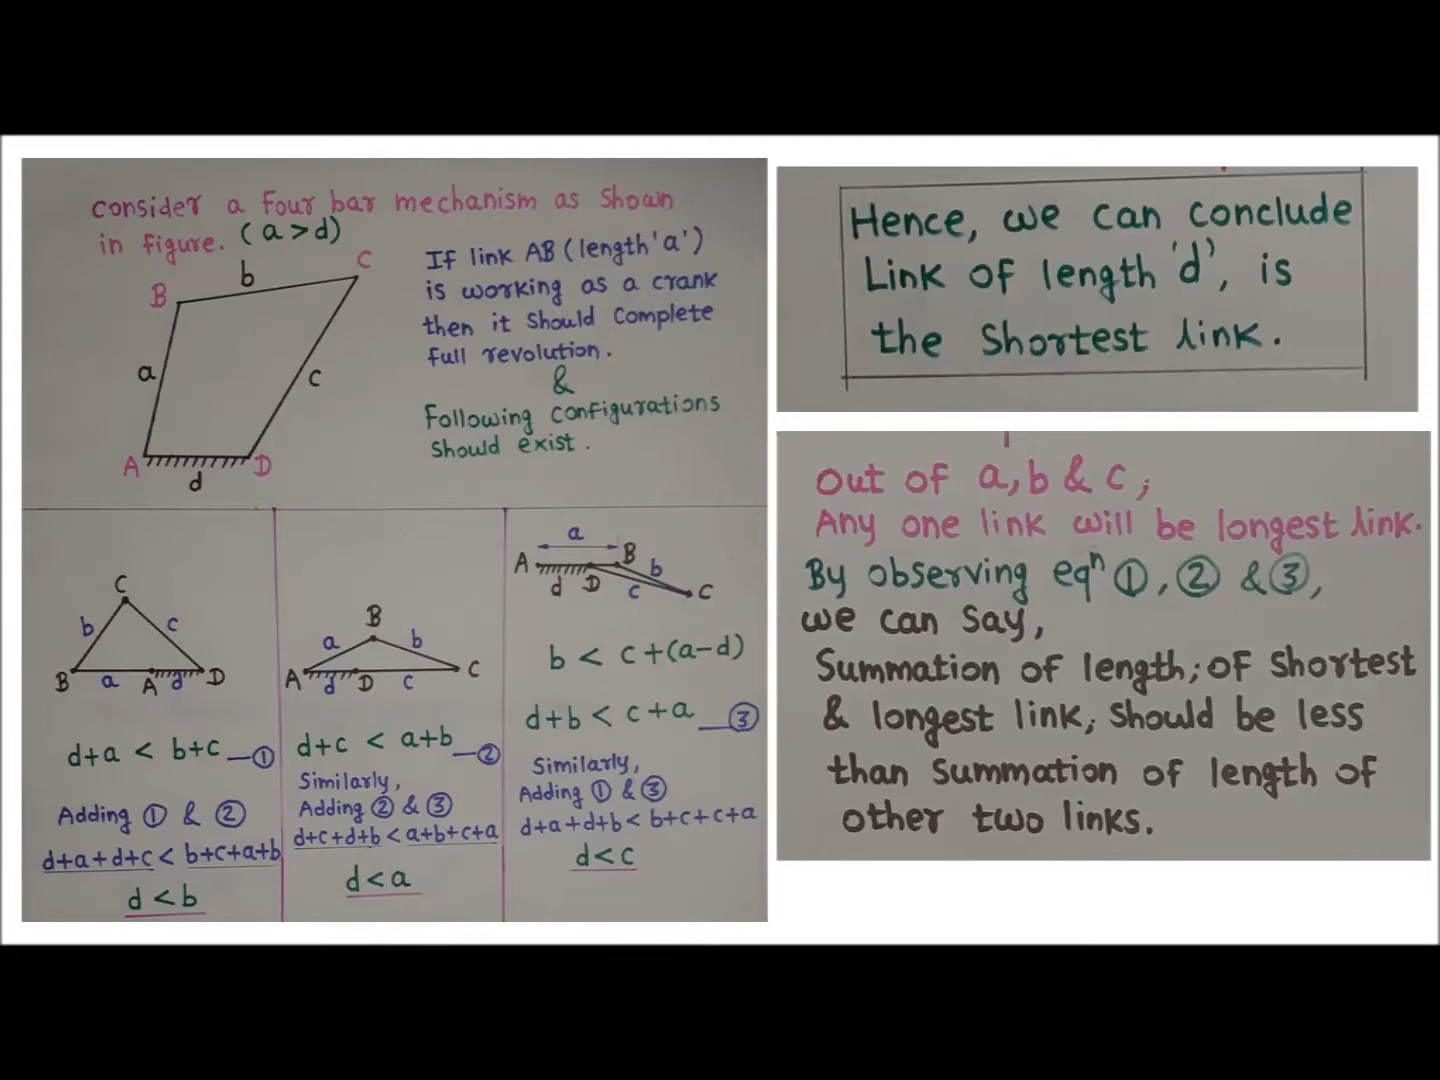 Consider a Four bar mechanism as shown
in figure. (a > d)
B
b
C
a
c
A
D
d
If link AB (length 'a')
is working as a crank
then it should complete
full revolution.
&
Following configurations
should exist.
C
b
c
B
a
A
d
D
d+a < b+c —①
Adding ① & ②
d+a+d+c < b+c+a+b
d < b
B
a
b
A
d
D
c
C
d+c < a+b —②
Similarly,
Adding ② & ③
d+c+d+b < a+b+c+a
d < a
a
A
B
b
d
D
c
C
b < c+(a-d)
d+b < c+a —③
Similarly,
Adding ① & ③
d+a+d+b < b+c+c+a
d < c
Hence, we can conclude
Link of length 'd', is
the shortest link.
Out of a, b & c,
Any one link will be longest link.
By observing eqⁿ ①, ② & ③,
we can say,
Summation of length; of shortest
& longest link, should be less
than summation of length of
other two links.